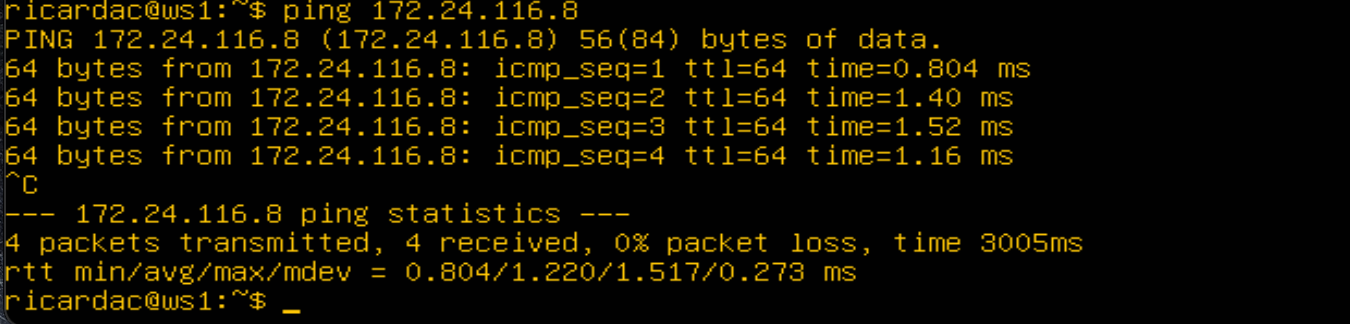 ricardac@ws1:~$ ping 172.24.116.8
PING 172.24.116.8 (172.24.116.8) 56(84) bytes of data.
64 bytes from 172.24.116.8: icmp_seq=1 ttl=64 time=0.804 ms
64 bytes from 172.24.116.8: icmp_seq=2 ttl=64 time=1.40 ms
64 bytes from 172.24.116.8: icmp_seq=3 ttl=64 time=1.52 ms
64 bytes from 172.24.116.8: icmp_seq=4 ttl=64 time=1.16 ms
^C
--- 172.24.116.8 ping statistics ---
4 packets transmitted, 4 received, 0% packet loss, time 3005ms
rtt min/avg/max/mdev = 0.804/1.220/1.517/0.273 ms
ricardac@ws1:~$ _